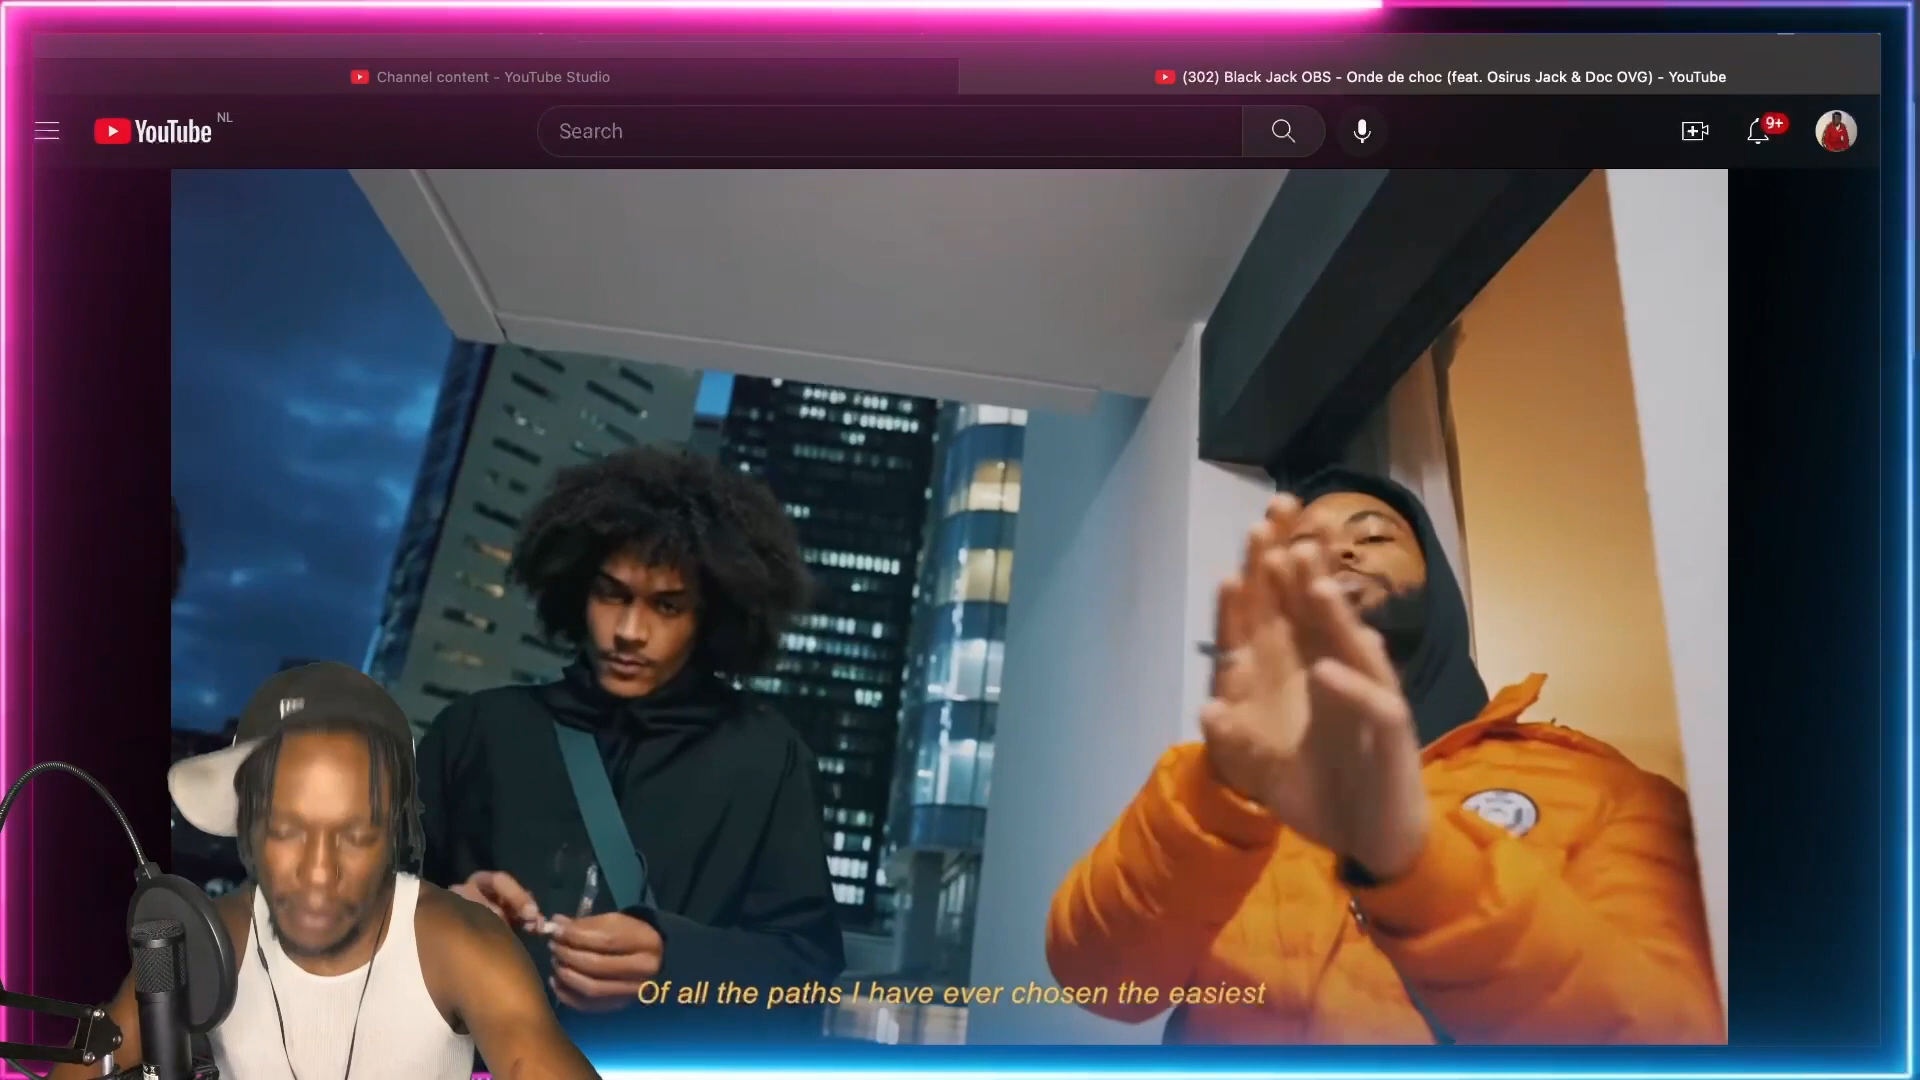 Channel content - YouTube Studio
(302) Black Jack OBS - Onde de choc (feat. Osirus Jack & Doc OVG) - YouTube
YouTube NL
Search
9+
Of all the paths I have ever chosen the easiest